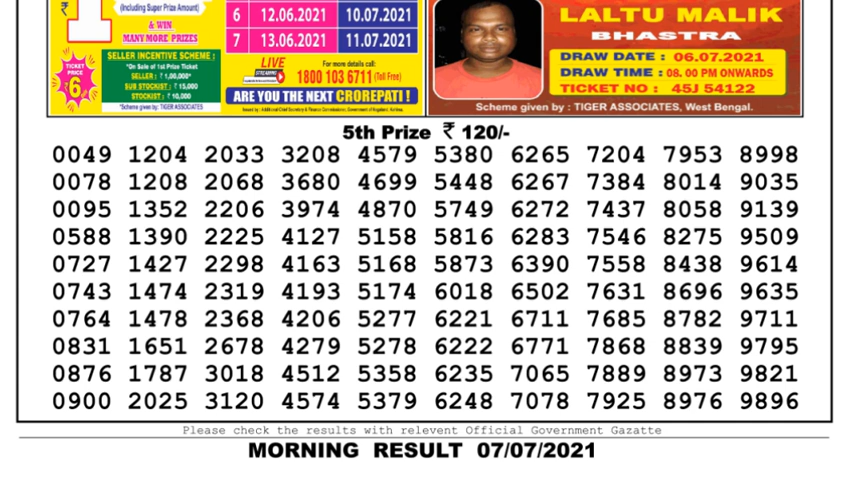 ₹ 1
(Including Super Prize Amount)
& WIN
MANY MORE PRIZES
TICKET PRICE ₹ 6
SELLER INCENTIVE SCHEME :
*On Sale of 1st Prize Ticket
SELLER : ₹ 1,00,000*
SUB STOCKIST : ₹ 15,000
STOCKIST : ₹ 10,000
*Scheme given by: TIGER ASSOCIATES
6 12.06.2021 10.07.2021
7 13.06.2021 11.07.2021
LIVE STREAMING
For more details call:
1800 103 6711 (Toll Free)
ARE YOU THE NEXT CROREPATI !
LALTU MALIK
BHASTRA
DRAW DATE : 06.07.2021
DRAW TIME : 08. 00 PM ONWARDS
TICKET NO : 45J 54122
Scheme given by : TIGER ASSOCIATES, West Bengal.
5th Prize ₹ 120/-
0049 1204 2033 3208 4579 5380 6265 7204 7953 8998
0078 1208 2068 3680 4699 5448 6267 7384 8014 9035
0095 1352 2206 3974 4870 5749 6272 7437 8058 9139
0588 1390 2225 4127 5158 5816 6283 7546 8275 9509
0727 1427 2298 4163 5168 5873 6390 7558 8438 9614
0743 1474 2319 4193 5174 6018 6502 7631 8696 9635
0764 1478 2368 4206 5277 6221 6711 7685 8782 9711
0831 1651 2678 4279 5278 6222 6771 7868 8839 9795
0876 1787 3018 4512 5358 6235 7065 7889 8973 9821
0900 2025 3120 4574 5379 6248 7078 7925 8976 9896
Please check the results with relevent Official Government Gazatte
MORNING RESULT 07/07/2021